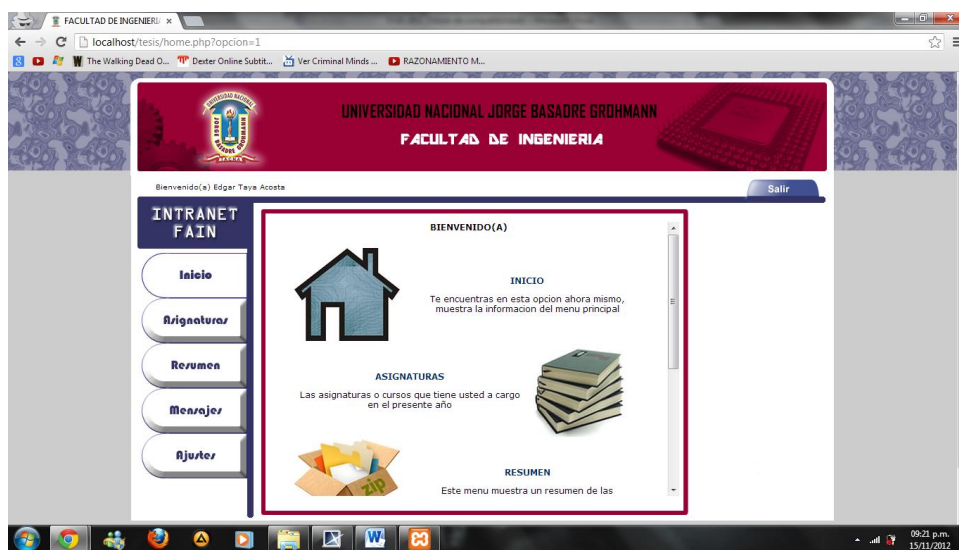 FACULTAD DE INGENIERI
localhost/tesis/home.php?opcion=1
The Walking Dead O... Dexter Online Subtit... Ver Criminal Minds ... RAZONAMIENTO M...
UNIVERSIDAD NACIONAL JORGE BASADRE GROHMANN
FACULTAD DE INGENIERIA
JORGE BASADRE
TACNA
Bienvenido(a) Edgar Taya Acosta
Salir
INTRANET
FAIN
Inicio
Asignaturas
Resumen
Mensajes
Ajustes
BIENVENIDO(A)
INICIO
Te encuentras en esta opcion ahora mismo,
muestra la informacion del menu principal
ASIGNATURAS
Las asignaturas o cursos que tiene usted a cargo
en el presente año
zip
RESUMEN
Este menu muestra un resumen de las
09:21 p.m.
15/11/2012